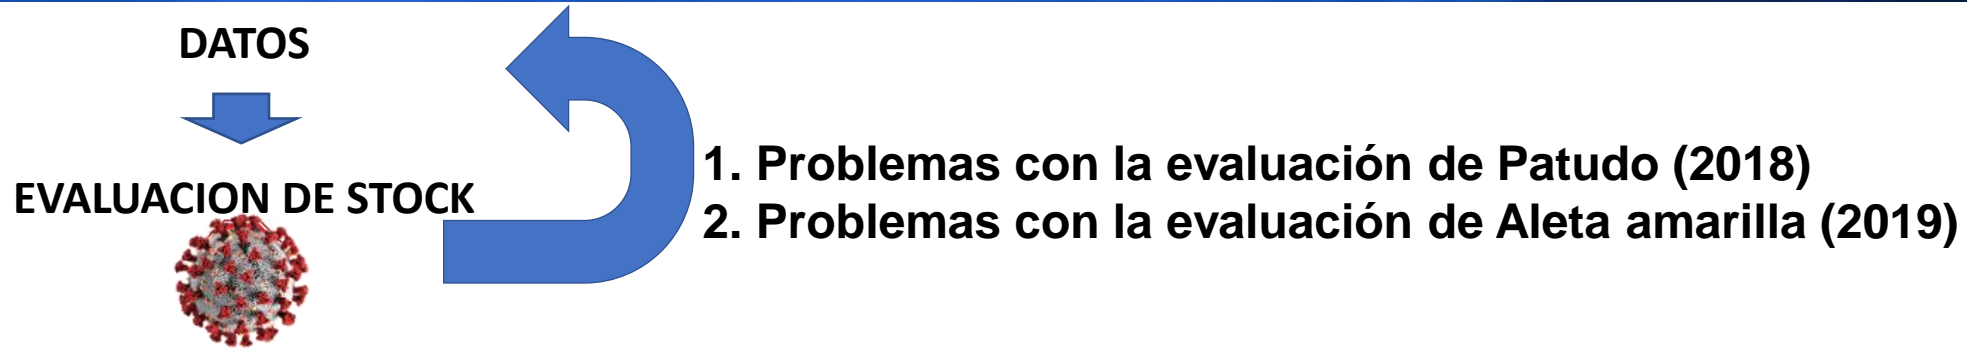 DATOS
EVALUACION DE STOCK
1. Problemas con la evaluación de Patudo (2018)
2. Problemas con la evaluación de Aleta amarilla (2019)